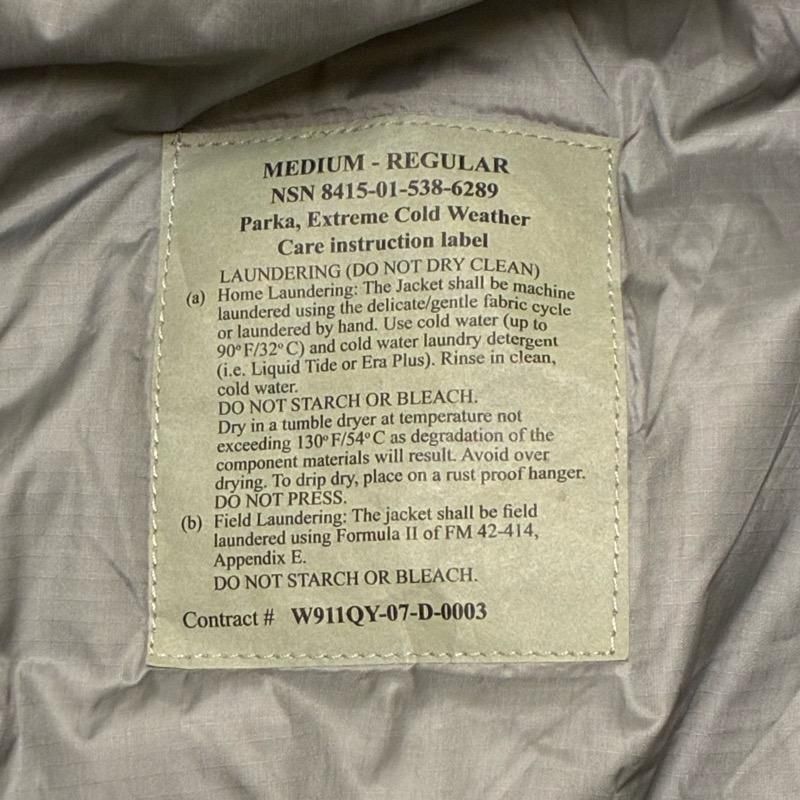 MEDIUM - REGULAR
NSN 8415-01-538-6289
Parka, Extreme Cold Weather
Care instruction label
LAUNDERING (DO NOT DRY CLEAN)
(a) Home Laundering: The Jacket shall be machine
laundered using the delicate/gentle fabric cycle
or laundered by hand. Use cold water (up to
90°F/32°C) and cold water laundry detergent
(i.e. Liquid Tide or Era Plus). Rinse in clean,
cold water.
DO NOT STARCH OR BLEACH.
Dry in a tumble dryer at temperature not
exceeding 130°F/54°C as degradation of the
component materials will result. Avoid over
drying. To drip dry, place on a rust proof hanger.
DO NOT PRESS.
(b) Field Laundering: The jacket shall be field
laundered using Formula II of FM 42-414,
Appendix E.
DO NOT STARCH OR BLEACH.
Contract # W911QY-07-D-0003